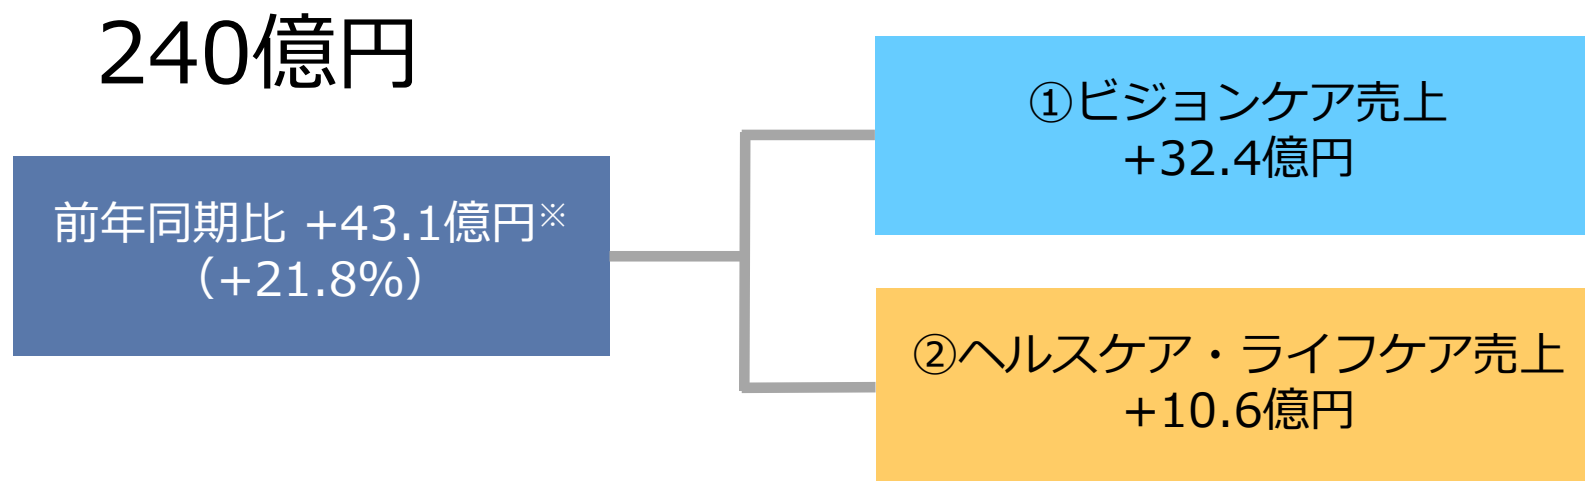 240億円
前年同期比 +43.1億円※
（+21.8%）
①ビジョンケア売上
+32.4億円
②ヘルスケア・ライフケア売上
+10.6億円